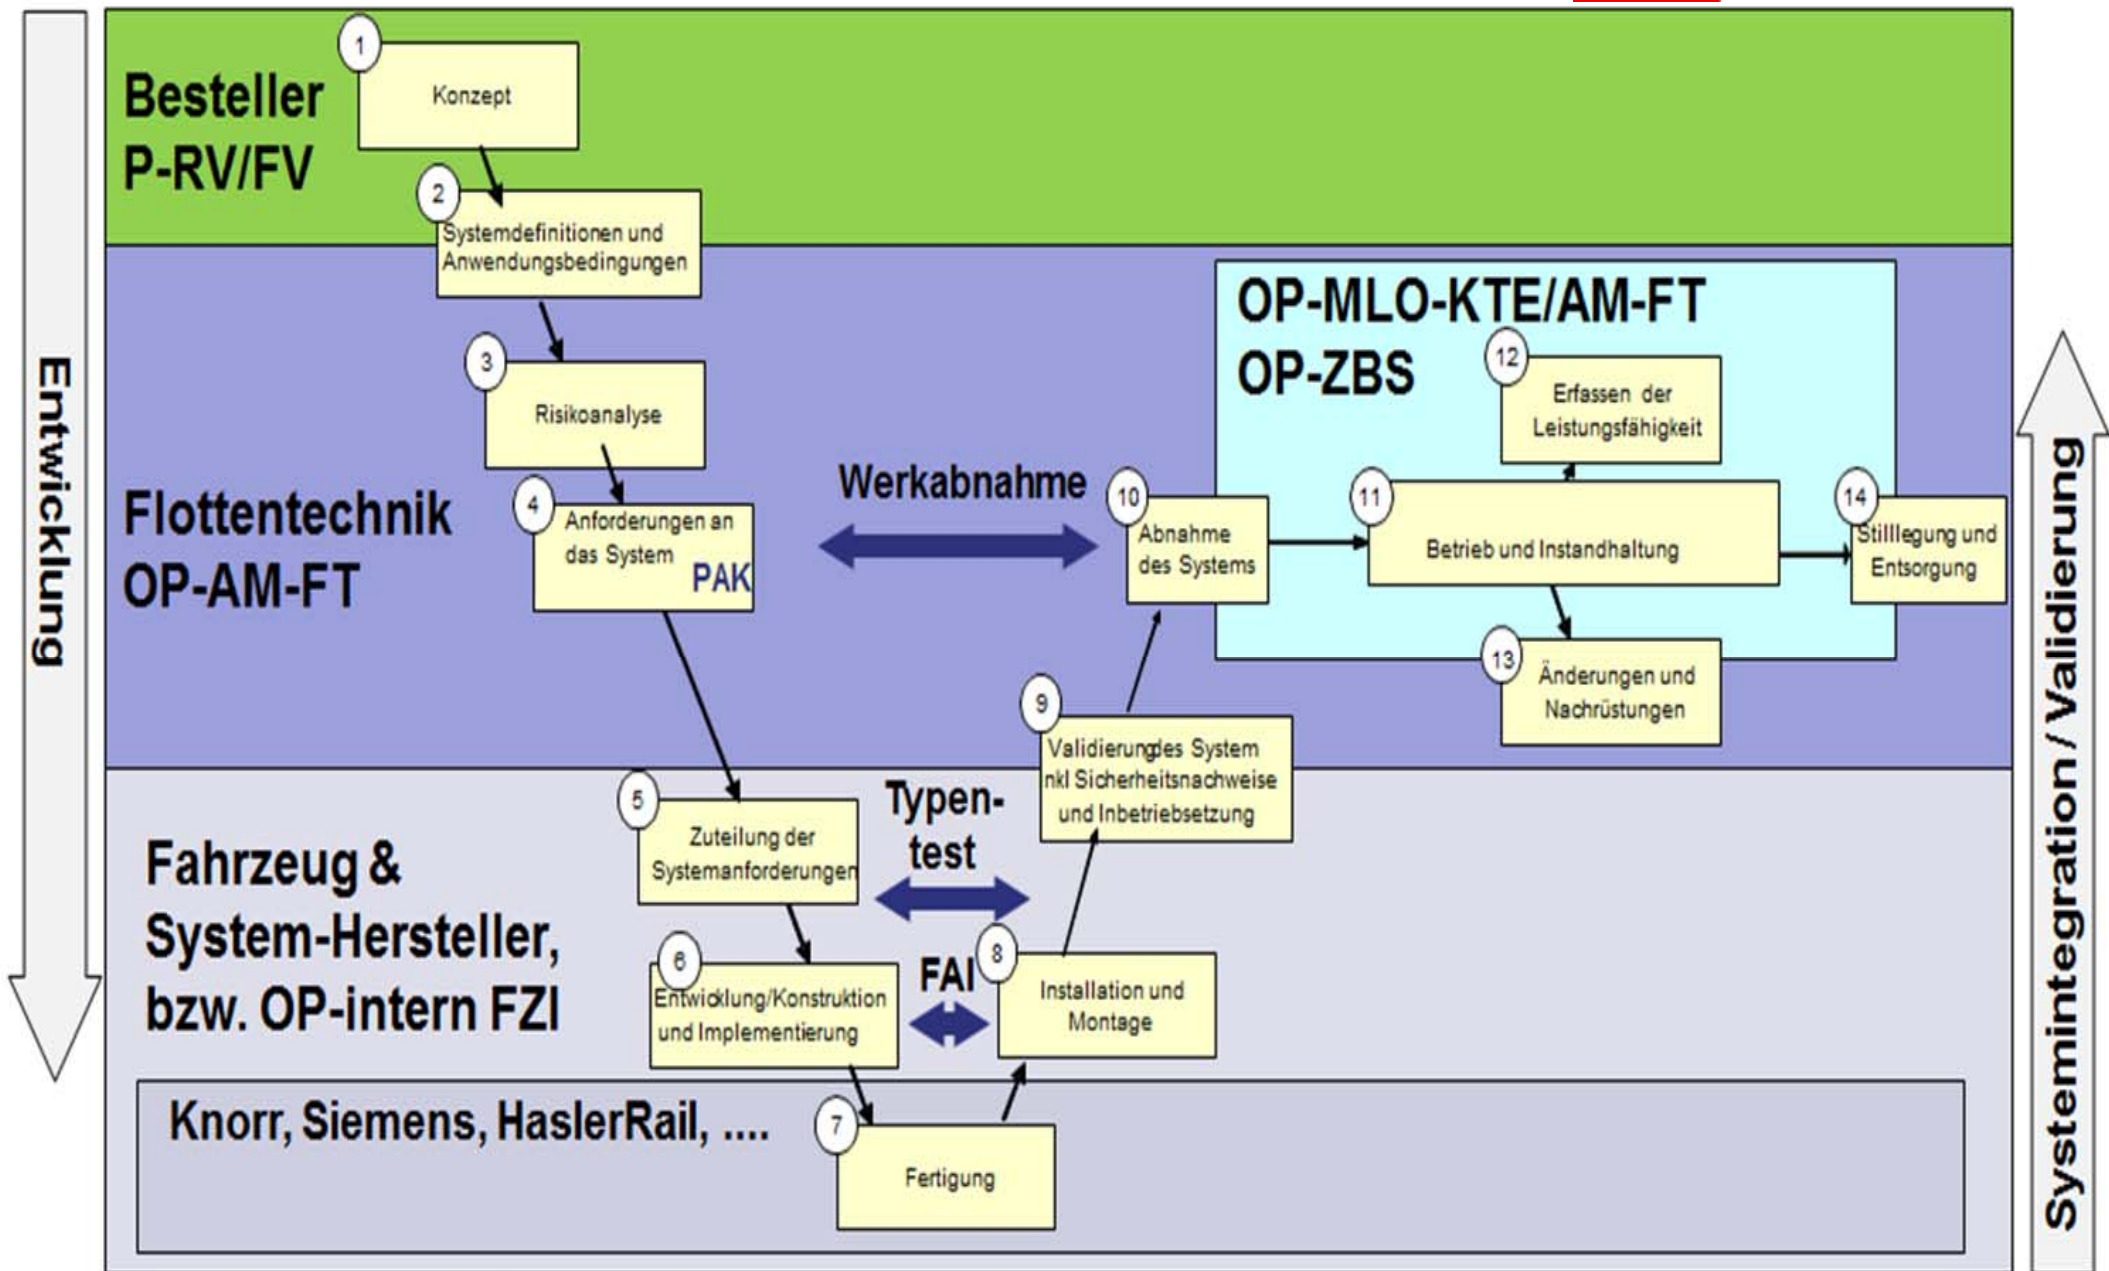 1
Konzept
Besteller
P-RV/FV
2
Systemdefinitionen und
Anwendungsbedingungen
3
Risikoanalyse
Flottentechnik
OP-AM-FT
4
Anforderungen an
das System
PAK
Werkabnahme
10
Abnahme
des Systems
OP-MLO-KTE/AM-FT
OP-ZBS
12
Erfassen der
Leistungsfähigkeit
11
Betrieb und Instandhaltung
14
Stilllegung und
Entsorgung
13
Änderungen und
Nachrüstungen
9
Validierungdes System
nkl Sicherheitsnachweise
und Inbetriebsetzung
5
Zuteilung der
Systemanforderungen
Typen-
test
Fahrzeug &
System-Hersteller,
bzw. OP-intern FZI
6
Entwicklung/Konstruktion
und Implementierung
FAI
8
Installation und
Montage
Knorr, Siemens, HaslerRail, ....
7
Fertigung
Entwicklung
Systemintegration / Validierung